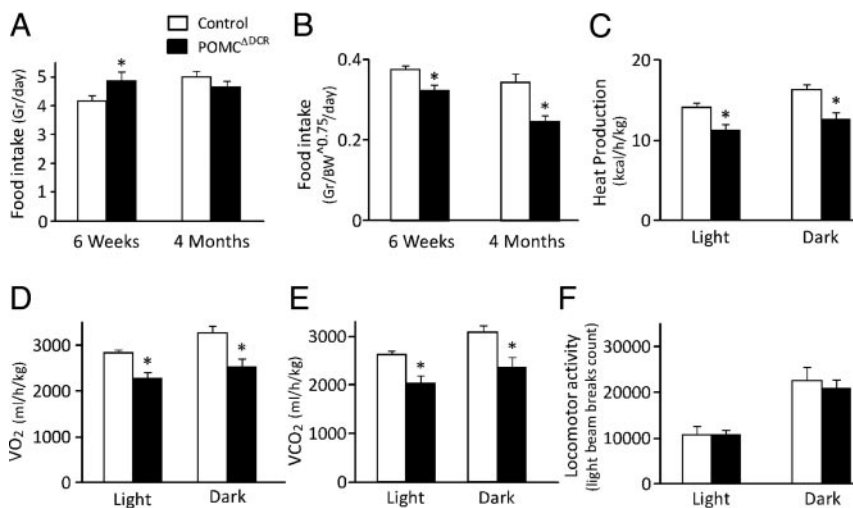 A
Control
POMC^ΔDCR
Food intake (Gr/day)
5
4
3
2
1
0
*
6 Weeks
4 Months
B
Food intake
(Gr/BW^0.75/day)
0.4
0.2
0
*
*
6 Weeks
4 Months
C
Heat Production
(kcal/h/kg)
20
10
0
*
*
Light
Dark
D
VO₂ (ml/h/kg)
3000
2000
1000
0
*
*
Light
Dark
E
VCO₂ (ml/h/kg)
3000
2000
1000
0
*
*
Light
Dark
F
Locomotor activity
(light beam breaks count)
30000
20000
10000
0
Light
Dark